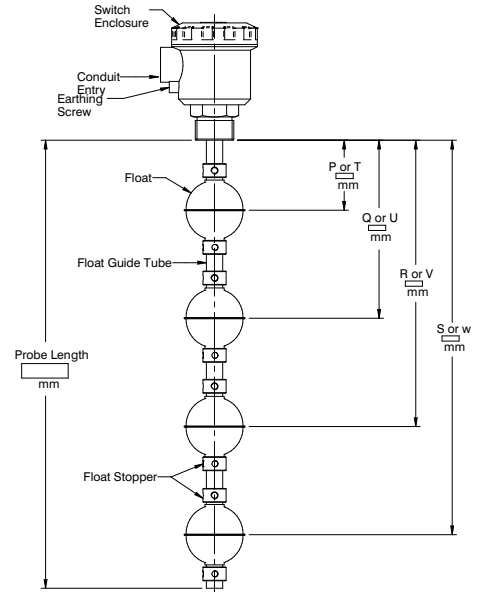 Switch
Enclosure
Conduit
Entry
Earthing
Screw
P or T
mm
Float
Q or U
mm
Float Guide Tube
R or V
mm
S or w
mm
Probe Length
mm
Float Stopper